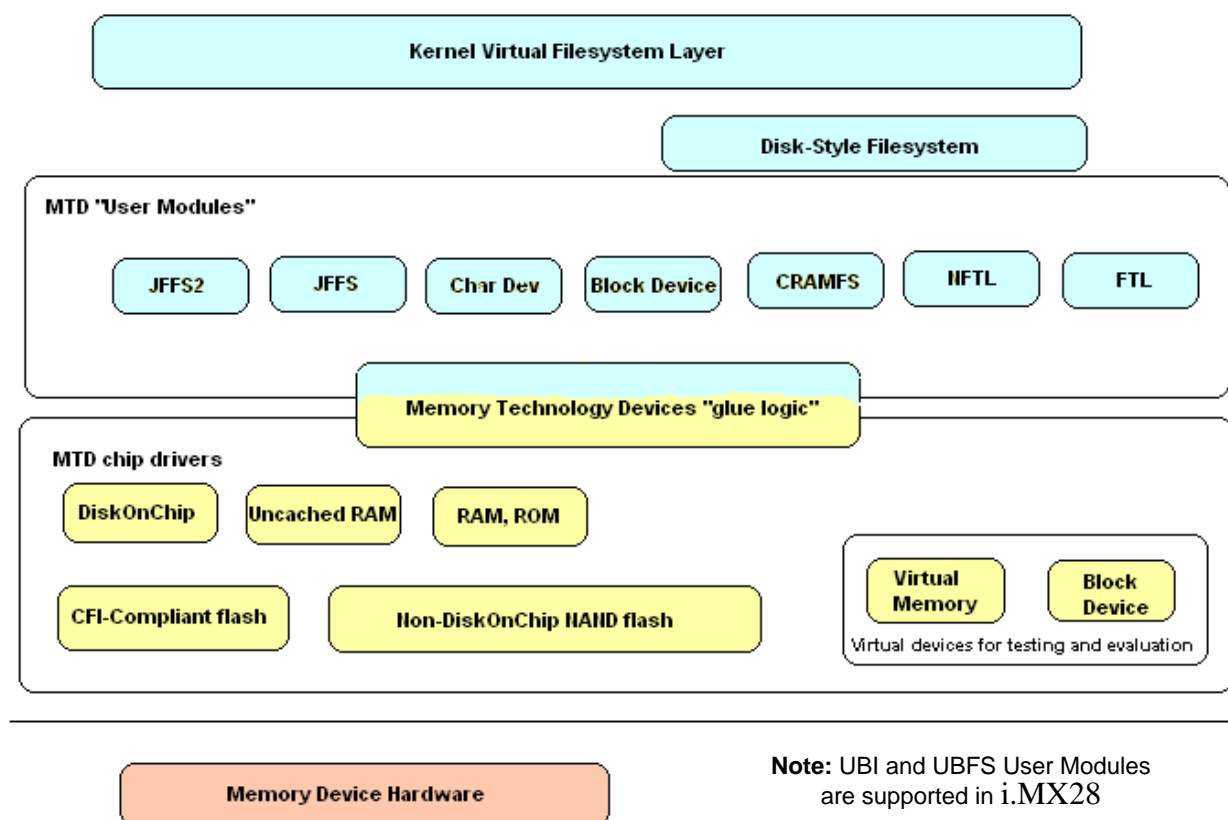 Kernel Virtual Filesystem Layer
Disk-Style Filesystem
MTD "User Modules"
JFFS2
JFFS
Char Dev
Block Device
CRAMFS
NFTL
FTL
Memory Technology Devices "glue logic"
MTD chip drivers
DiskOnChip
Uncached RAM
RAM, ROM
Virtual
Memory
Block
Device
CFI-Compliant flash
Non-DiskOnChip NAND flash
Virtual devices for testing and evaluation
Note: UBI and UBFS User Modules
are supported in i.MX28
Memory Device Hardware